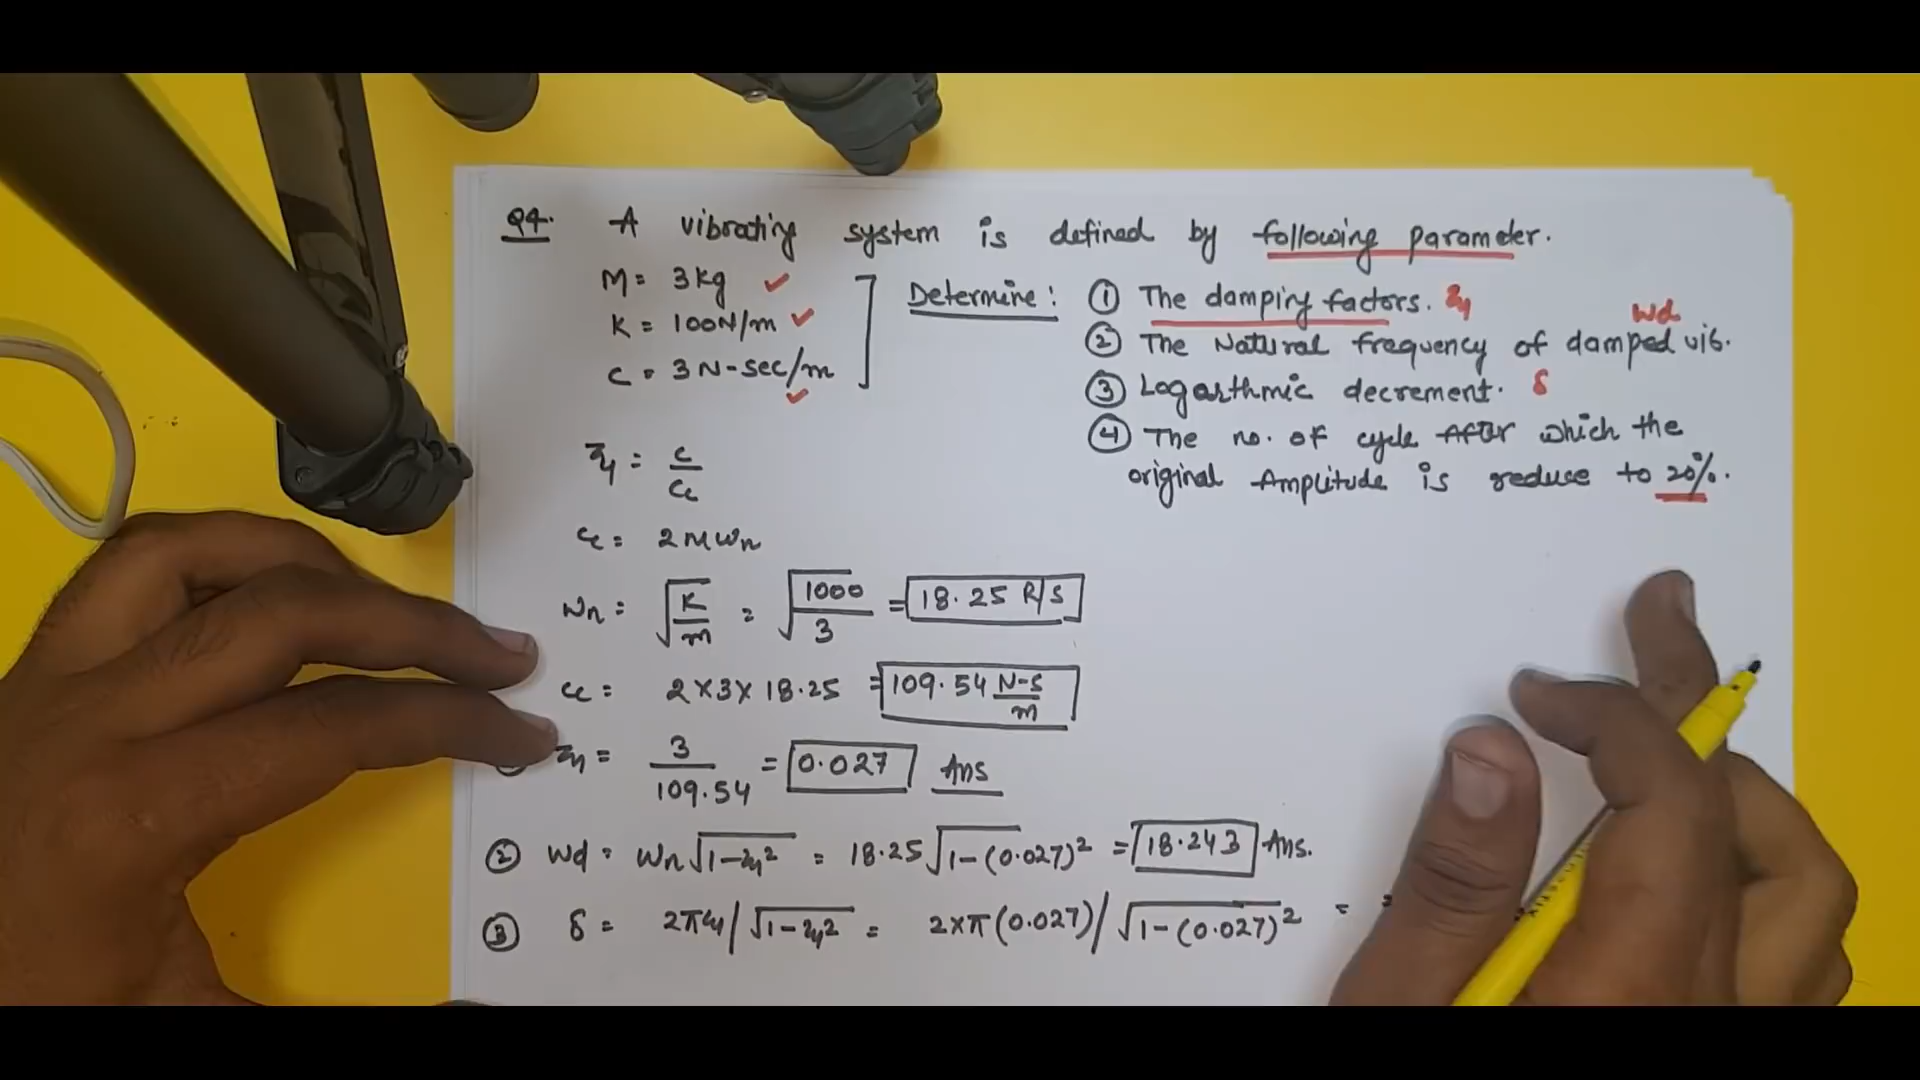 Q4. A vibrating system is defined by following paramder.
M = 3kg
K = 100N/m
C = 3 N-sec/m
Determine: ① The dampiry factors. ξ
② The Natural frequency of damped vib. Wd
③ Logarthmic decrement. δ
④ The no. of cycle After which the
original Amplitude is reduce to 20%.
ξ = C/Cc
Cc = 2MWn
Wn = √K/m = √1000/3 = 18.25 R/S
Cc = 2×3×18.25 = 109.54 N-S/m
ξ = 3/109.54 = 0.027 Ans
② Wd = Wn√1-ξ² = 18.25√1-(0.027)² = 18.243 Ans.
③ δ = 2πξ/√1-ξ² = 2×π(0.027)/√1-(0.027)² =